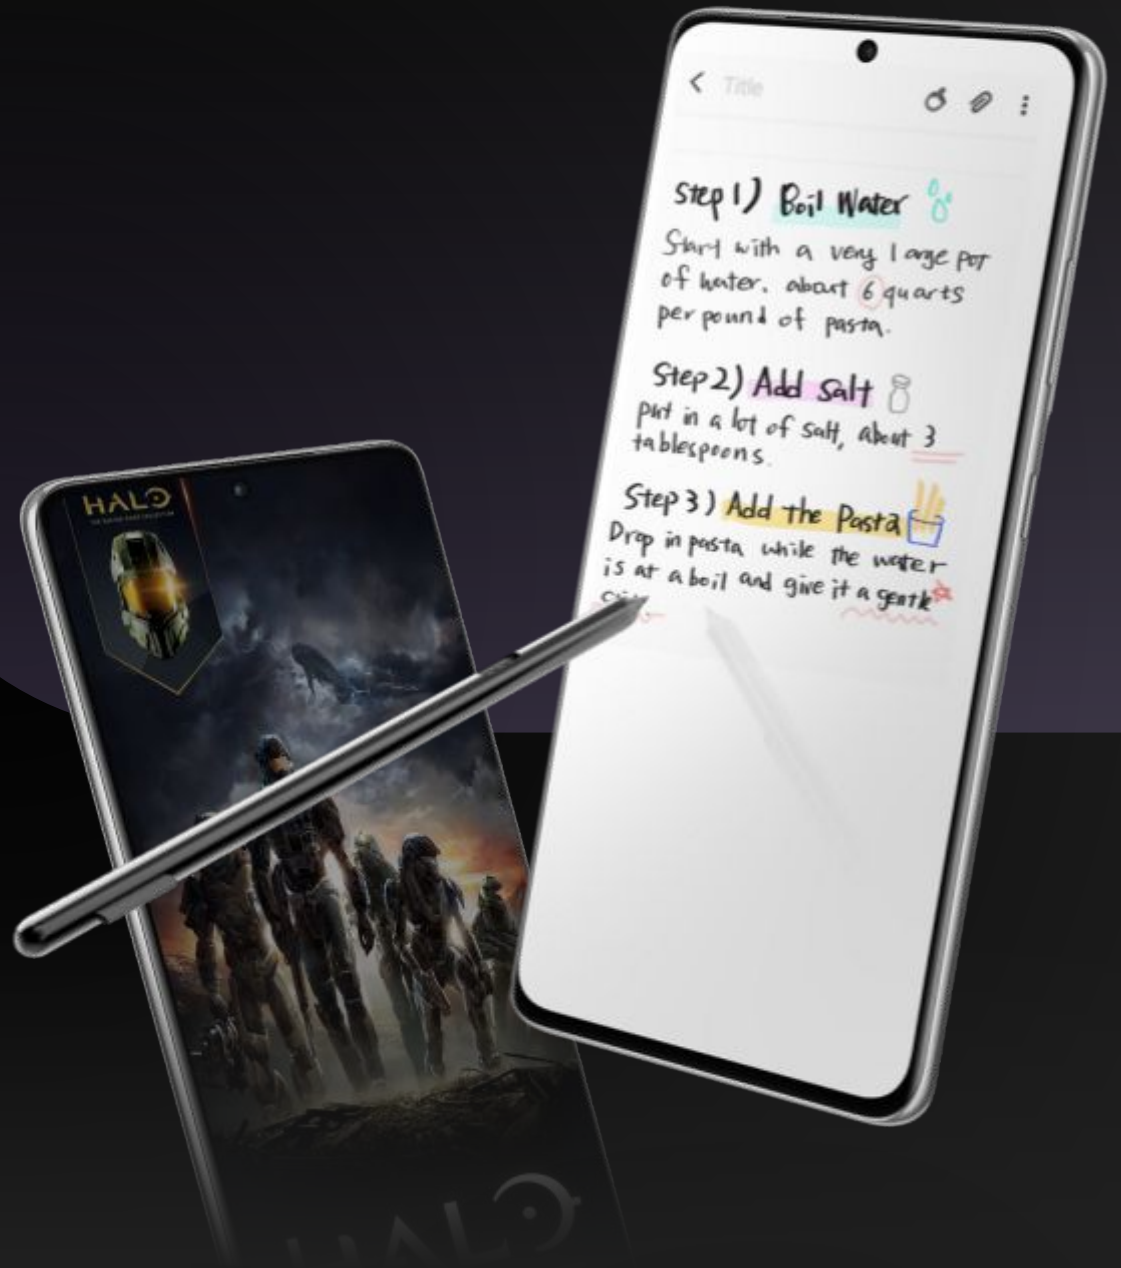 Title
Step 1) Boil Water
Start with a very large pot
of water. about 6 quarts
per pound of pasta.
Step 2) Add Salt
put in a lot of salt, about 3
tablespoons.
Step 3) Add the Pasta
Drop in pasta while the water
is at a boil and give it a gentle
HALO
HALO